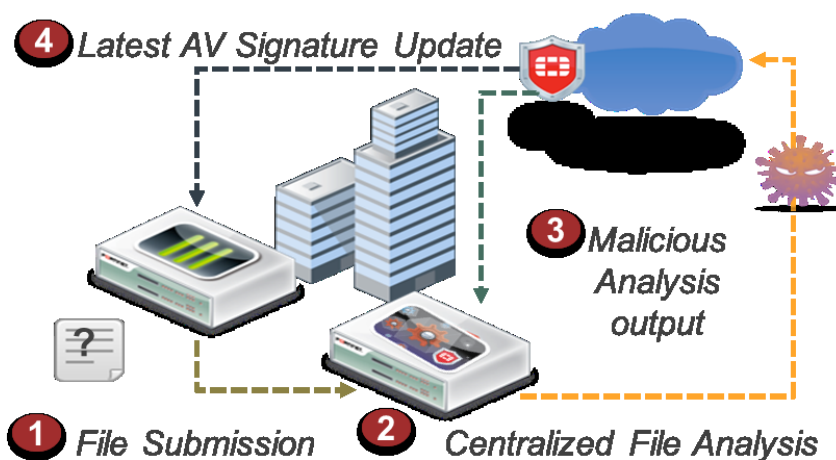 4 Latest AV Signature Update
3 Malicious
Analysis
output
?
1 File Submission
2 Centralized File Analysis